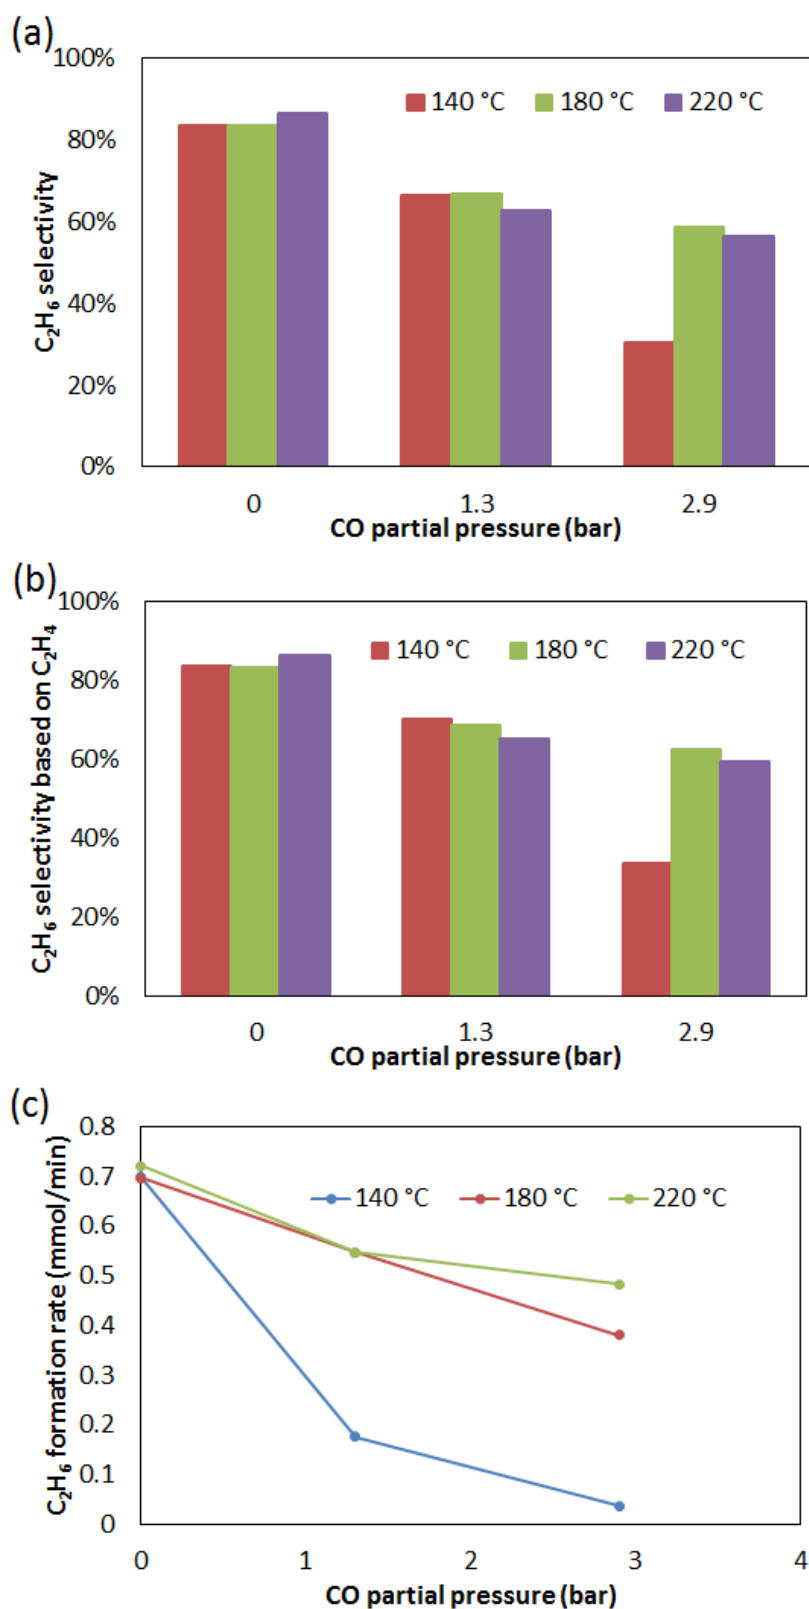 (a)
100%
80%
60%
40%
20%
0%
C₂H₆ selectivity
140 °C 180 °C 220 °C
0 1.3 2.9
CO partial pressure (bar)
(b)
100%
80%
60%
40%
20%
0%
C₂H₆ selectivity based on C₂H₄
140 °C 180 °C 220 °C
0 1.3 2.9
CO partial pressure (bar)
(c)
0.8
0.7
0.6
0.5
0.4
0.3
0.2
0.1
0
C₂H₆ formation rate (mmol/min)
140 °C 180 °C 220 °C
0 1 2 3 4
CO partial pressure (bar)